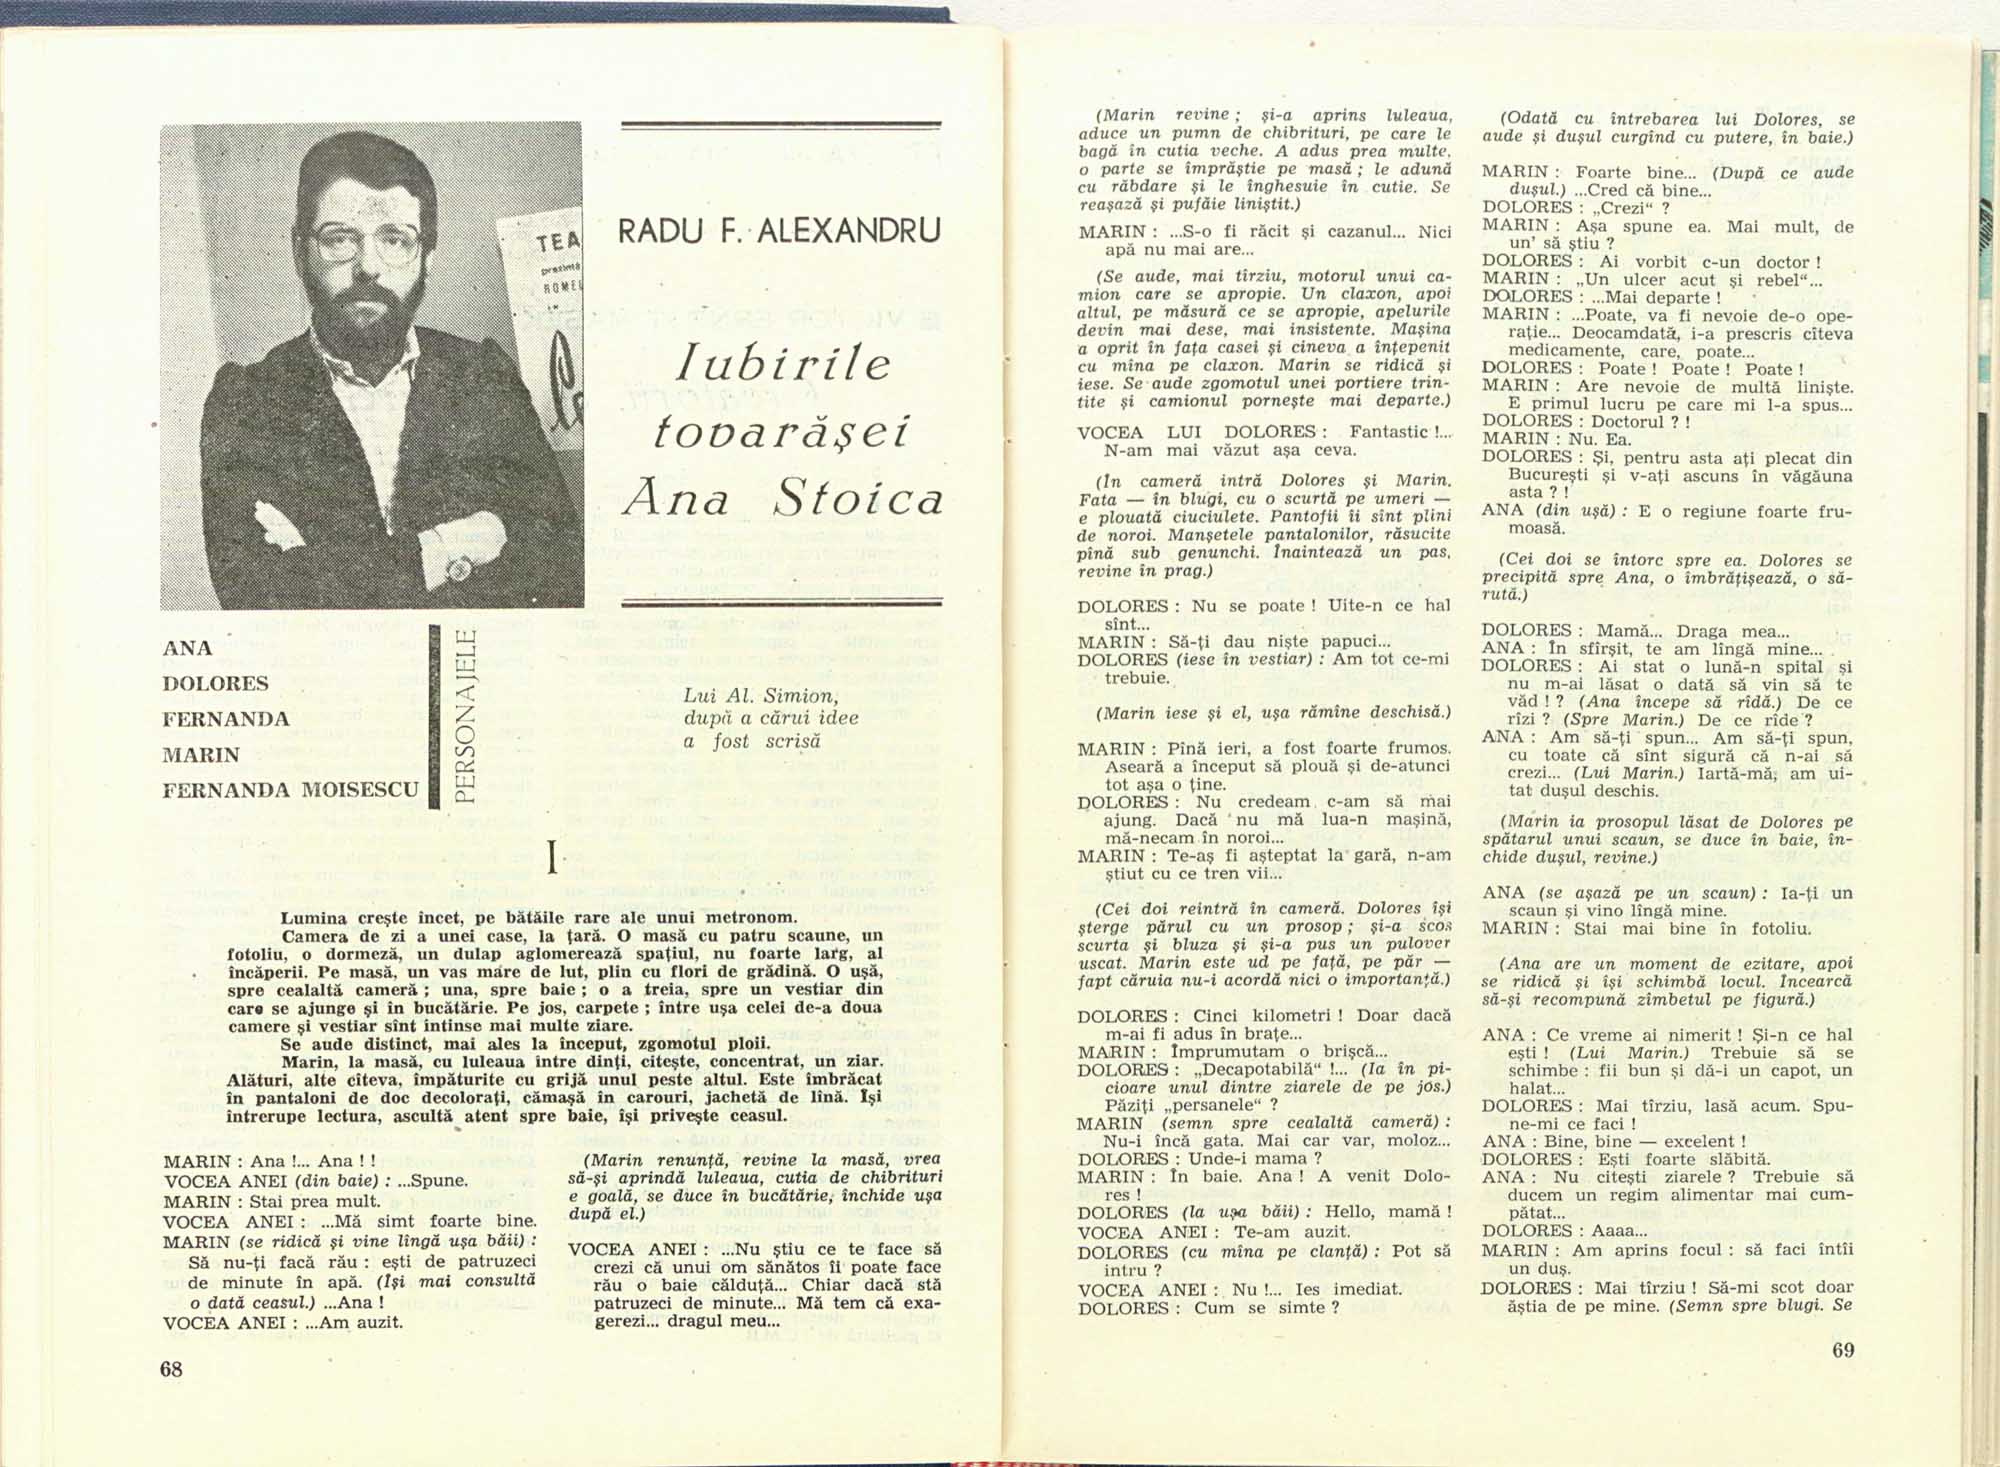 TEA
prezintă
ROMEL
RADU F. ALEXANDRU
Iubirile
tovarășei
Ana Stoica
ANA
DOLORES
FERNANDA
MARIN
FERNANDA MOISESCU
PERSONAJELE
Lui Al. Simion,
după a cărui idee
a fost scrisă
I
Lumina crește încet, pe bătăile rare ale unui metronom.
Camera de zi a unei case, la țară. O masă cu patru scaune, un
fotoliu, o dormeză, un dulap aglomerează spațiul, nu foarte larg, al
încăperii. Pe masă, un vas mare de lut, plin cu flori de grădină. O ușă,
spre cealaltă cameră ; una, spre baie ; o a treia, spre un vestiar din
care se ajunge și în bucătărie. Pe jos, carpete ; între ușa celei de-a doua
camere și vestiar sînt întinse mai multe ziare.
Se aude distinct, mai ales la început, zgomotul ploii.
Marin, la masă, cu luleaua între dinți, citește, concentrat, un ziar.
Alături, alte cîteva, împăturite cu grijă unul peste altul. Este îmbrăcat
în pantaloni de doc decolorați, cămașă în carouri, jachetă de lînă. Își
întrerupe lectura, ascultă atent spre baie, își privește ceasul.
MARIN : Ana !... Ana ! !
VOCEA ANEI (din baie) : ...Spune.
MARIN : Stai prea mult.
VOCEA ANEI : ...Mă simt foarte bine.
MARIN (se ridică și vine lîngă ușa băii) :
Să nu-ți facă rău : ești de patruzeci
de minute în apă. (Își mai consultă
o dată ceasul.) ...Ana !
VOCEA ANEI : ...Am auzit.
(Marin renunță, revine la masă, vrea
să-și aprindă luleaua, cutia de chibrituri
e goală, se duce în bucătărie, închide ușa
după el.)
VOCEA ANEI : ...Nu știu ce te face să
crezi că unui om sănătos îi poate face
rău o baie călduță... Chiar dacă stă
patruzeci de minute... Mă tem că exa-
gerezi... dragul meu...
68
(Marin revine ; și-a aprins luleaua,
aduce un pumn de chibrituri, pe care le
bagă în cutia veche. A adus prea multe,
o parte se împrăștie pe masă ; le adună
cu răbdare și le înghesuie în cutie. Se
reașază și pufăie liniștit.)
MARIN : ...S-o fi răcit și cazanul... Nici
apă nu mai are...
(Se aude, mai tîrziu, motorul unui ca-
mion care se apropie. Un claxon, apoi
altul, pe măsură ce se apropie, apelurile
devin mai dese, mai insistente. Mașina
a oprit în fața casei și cineva a înțepenit
cu mîna pe claxon. Marin se ridică și
iese. Se aude zgomotul unei portiere trîn-
tite și camionul pornește mai departe.)
VOCEA LUI DOLORES : Fantastic !...
N-am mai văzut așa ceva.
(În cameră intră Dolores și Marin.
Fata — în blugi, cu o scurtă pe umeri —
e plouată ciuciulete. Pantofii îi sînt plini
de noroi. Manșetele pantalonilor, răsucite
pînă sub genunchi. Înaintează un pas,
revine în prag.)
DOLORES : Nu se poate ! Uite-n ce hal
sînt...
MARIN : Să-ți dau niște papuci...
DOLORES (iese în vestiar) : Am tot ce-mi
trebuie.
(Marin iese și el, ușa rămîne deschisă.)
MARIN : Pînă ieri, a fost foarte frumos.
Aseară a început să plouă și de-atunci
tot așa o ține.
DOLORES : Nu credeam c-am să mai
ajung. Dacă nu mă lua-n mașină,
mă-necam în noroi...
MARIN : Te-aș fi așteptat la gară, n-am
știut cu ce tren vii...
(Cei doi reintră în cameră. Dolores își
șterge părul cu un prosop ; și-a scos
scurta și bluza și și-a pus un pulover
uscat. Marin este ud pe față, pe păr —
fapt căruia nu-i acordă nici o importanță.)
DOLORES : Cinci kilometri ! Doar dacă
m-ai fi adus în brațe...
MARIN : Împrumutam o brișcă...
DOLORES : „Decapotabilă“ !... (Ia în pi-
cioare unul dintre ziarele de pe jos.)
Păziți „persanele“ ?
MARIN (semn spre cealaltă cameră) :
Nu-i încă gata. Mai car var, moloz...
DOLORES : Unde-i mama ?
MARIN : În baie. Ana ! A venit Dolo-
res !
DOLORES (la ușa băii) : Hello, mamă !
VOCEA ANEI : Te-am auzit.
DOLORES (cu mîna pe clanță) : Pot să
intru ?
VOCEA ANEI : Nu !... Ies imediat.
DOLORES : Cum se simte ?
(Odată cu întrebarea lui Dolores, se
aude și dușul curgînd cu putere, în baie.)
MARIN : Foarte bine... (După ce aude
dușul.) ...Cred că bine...
DOLORES : „Crezi“ ?
MARIN : Așa spune ea. Mai mult, de
un' să știu ?
DOLORES : Ai vorbit c-un doctor !
MARIN : „Un ulcer acut și rebel“...
DOLORES : ...Mai departe !
MARIN : ...Poate, va fi nevoie de-o ope-
rație... Deocamdată, i-a prescris cîteva
medicamente, care, poate...
DOLORES : Poate ! Poate ! Poate !
MARIN : Are nevoie de multă liniște.
E primul lucru pe care mi l-a spus...
DOLORES : Doctorul ? !
MARIN : Nu. Ea.
DOLORES : Și, pentru asta ați plecat din
București și v-ați ascuns în văgăuna
asta ? !
ANA (din ușă) : E o regiune foarte fru-
moasă.
(Cei doi se întorc spre ea. Dolores se
precipită spre Ana, o îmbrățișează, o să-
rută.)
DOLORES : Mamă... Draga mea...
ANA : În sfîrșit, te am lîngă mine...
DOLORES : Ai stat o lună-n spital și
nu m-ai lăsat o dată să vin să te
văd ! ? (Ana începe să rîdă.) De ce
rîzi ? (Spre Marin.) De ce rîde ?
ANA : Am să-ți spun... Am să-ți spun,
cu toate că sînt sigură că n-ai să
crezi... (Lui Marin.) Iartă-mă, am ui-
tat dușul deschis.
(Marin ia prosopul lăsat de Dolores pe
spătarul unui scaun, se duce în baie, în-
chide dușul, revine.)
ANA (se așază pe un scaun) : Ia-ți un
scaun și vino lîngă mine.
MARIN : Stai mai bine în fotoliu.
(Ana are un moment de ezitare, apoi
se ridică și își schimbă locul. Încearcă
să-și recompună zîmbetul pe figură.)
ANA : Ce vreme ai nimerit ! Și-n ce hal
ești ! (Lui Marin.) Trebuie să se
schimbe : fii bun și dă-i un capot, un
halat...
DOLORES : Mai tîrziu, lasă acum. Spu-
ne-mi ce faci !
ANA : Bine, bine — excelent !
DOLORES : Ești foarte slăbită.
ANA : Nu citești ziarele ? Trebuie să
ducem un regim alimentar mai cum-
pătat...
DOLORES : Aaaa...
MARIN : Am aprins focul : să faci întîi
un duș.
DOLORES : Mai tîrziu ! Să-mi scot doar
ăștia de pe mine. (Semn spre blugi. Se
69